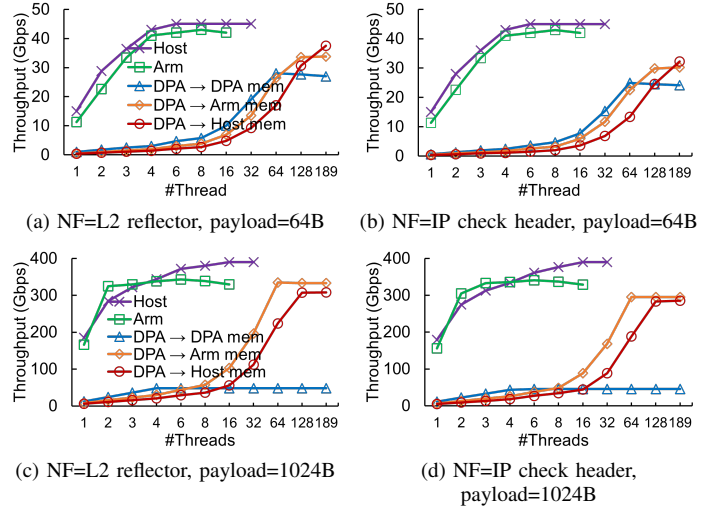 Throughput (Gbps)
50
40
30
20
10
0
Host
Arm
DPA → DPA mem
DPA → Arm mem
DPA → Host mem
1 2 3 4 6 8 16 32 64 128 189
#Thread
(a) NF=L2 reflector, payload=64B
Throughput (Gbps)
50
40
30
20
10
0
1 2 3 4 6 8 16 32 64 128 189
#Thread
(b) NF=IP check header, payload=64B
Throughput (Gbps)
400
300
200
100
0
Host
Arm
DPA → DPA mem
DPA → Arm mem
DPA → Host mem
1 2 3 4 6 8 16 32 64 128 189
#Threads
(c) NF=L2 reflector, payload=1024B
Throughput (Gbps)
400
300
200
100
0
1 2 3 4 6 8 16 32 64 128 189
#Threads
(d) NF=IP check header,
payload=1024B